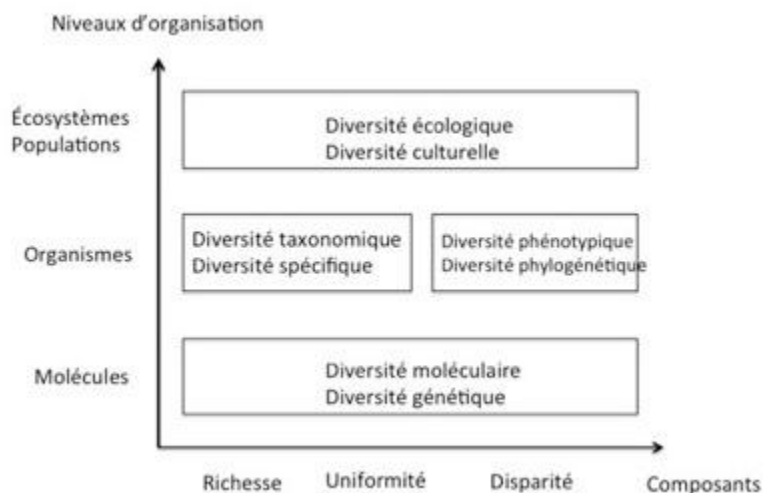 Niveaux d'organisation
Écosystèmes
Populations
Diversité écologique
Diversité culturelle
Organismes
Diversité taxonomique
Diversité spécifique
Diversité phénotypique
Diversité phylogénétique
Molécules
Diversité moléculaire
Diversité génétique
Richesse
Uniformité
Disparité
Composants